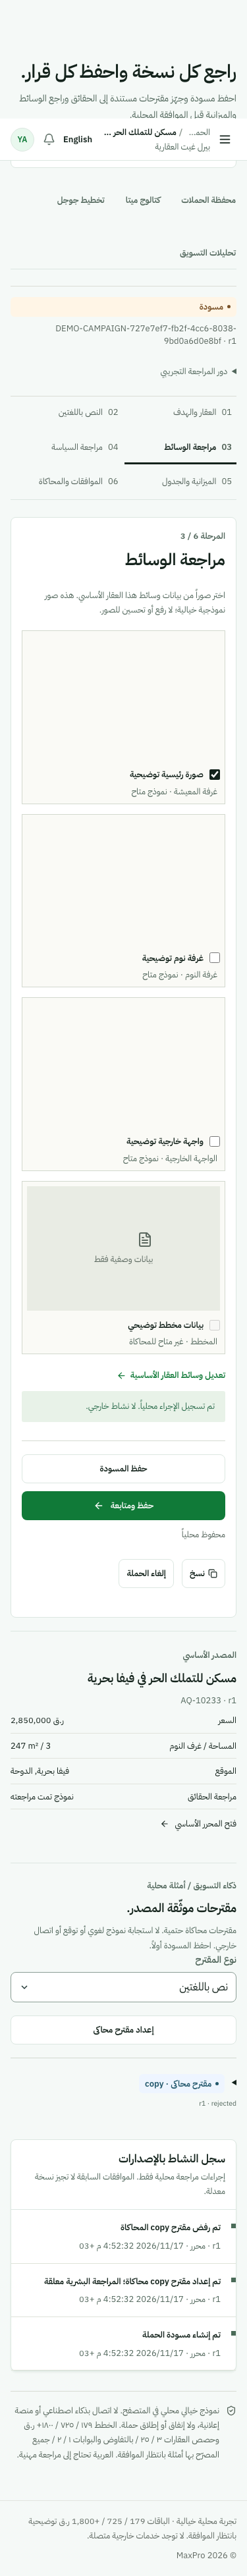 راجع كل نسخة واحفظ كل قرار.
احفظ مسودة وجهّز مقترحات مستندة إلى الحقائق وراجع الوسائط
والميزانية قبل الموافقة المحلية.
الحمـ... / مسكن للتملك الحر ...
بيرل غيت العقارية
English
YA
محفظة الحملات
كتالوج ميتا
تخطيط جوجل
تحليلات التسويق
مسودة
DEMO-CAMPAIGN-727e7ef7-fb2f-4cc6-8038-
9bd0a6d0e8bf · r1
دور المراجعة التجريبي
01 العقار والهدف
02 النص باللغتين
03 مراجعة الوسائط
04 مراجعة السياسة
05 الميزانية والجدول
06 الموافقات والمحاكاة
المرحلة 6 / 3
مراجعة الوسائط
اختر صوراً من بيانات وسائط هذا العقار الأساسي. هذه صور
نموذجية خيالية؛ لا رفع أو تحسين للصور.
صورة رئيسية توضيحية
غرفة المعيشة · نموذج متاح
غرفة نوم توضيحية
غرفة النوم · نموذج متاح
واجهة خارجية توضيحية
الواجهة الخارجية · نموذج متاح
بيانات وصفية فقط
بيانات مخطط توضيحي
المخطط · غير متاح للمحاكاة
تعديل وسائط العقار الأساسية
تم تسجيل الإجراء محلياً. لا نشاط خارجي.
حفظ المسودة
حفظ ومتابعة
محفوظ محلياً
نسخ
إلغاء الحملة
المصدر الأساسي
مسكن للتملك الحر في فيفا بحرية
AQ-10233 · r1
السعر
ر.ق 2,850,000
المساحة / غرف النوم
247 m² / 3
الموقع
فيفا بحرية, الدوحة
مراجعة الحقائق
نموذج تمت مراجعته
فتح المحرر الأساسي
ذكاء التسويق / أمثلة محلية
مقترحات موثّقة المصدر.
مقترحات محاكاة حتمية. لا استجابة نموذج لغوي أو توقع أو اتصال
خارجي. احفظ المسودة أولاً.
نوع المقترح
نص باللغتين
إعداد مقترح محاكى
مقترح محاكى · copy
r1 · rejected
سجل النشاط بالإصدارات
إجراءات مراجعة محلية فقط. الموافقات السابقة لا تجيز نسخة
معدلة.
تم رفض مقترح copy المحاكاة
r1 · محرر · 2026/11/17 4:52:32 م +03
تم إعداد مقترح copy محاكاة؛ المراجعة البشرية معلقة
r1 · محرر · 2026/11/17 4:52:32 م +03
تم إنشاء مسودة الحملة
r1 · محرر · 2026/11/17 4:52:32 م +03
نموذج خيالي محلي في المتصفح. لا اتصال بذكاء اصطناعي أو منصة
إعلانية، ولا إنفاق أو إطلاق حملة. الخطط ١٧٩ / ٧٢٥ / ١٨٠٠+ ر.ق
وحصص العقارات ٣ / ٢٥ / بالتفاوض والبوابات ١ / ٢ / جميع
المصرّح بها أمثلة بانتظار الموافقة. العربية تحتاج إلى مراجعة مهنية.
تجربة محلية خيالية · الباقات 179 / 725 / 1,800+ ر.ق توضيحية
بانتظار الموافقة. لا توجد خدمات خارجية متصلة.
© 2026 MaxPro